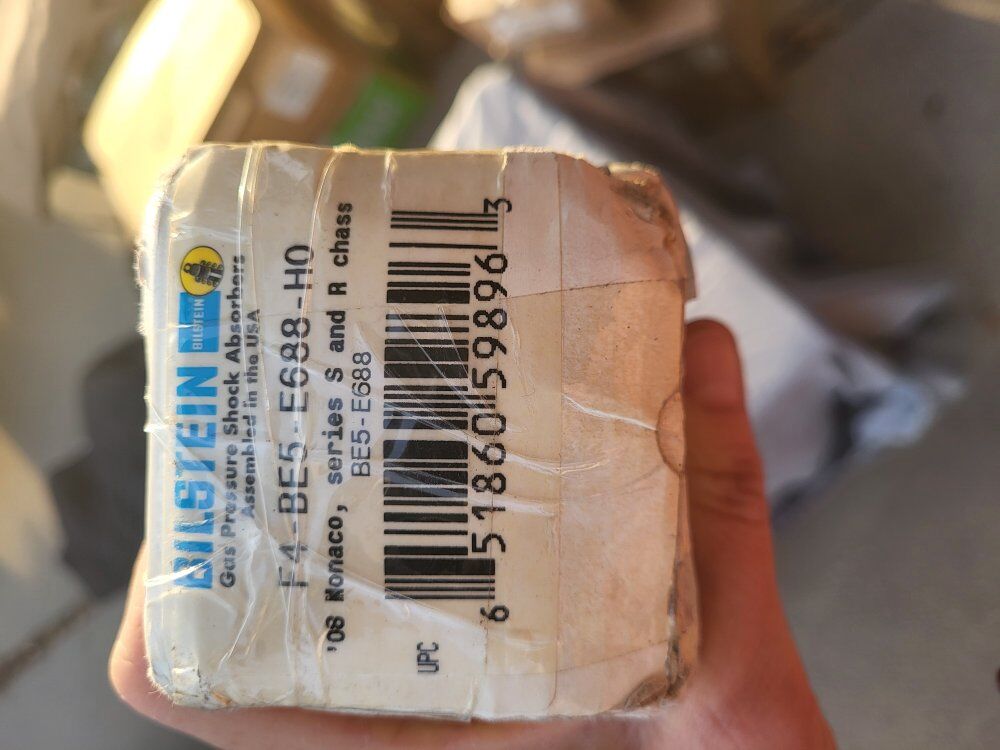 BILSTEIN
BILSTEIN
Gas Pressure Shock Absorbers
Assembled in the USA
F4-BE5-E688-H0
'08 Monaco, series S and R chass
BE5-E688
UPC
6 51860 59896 3